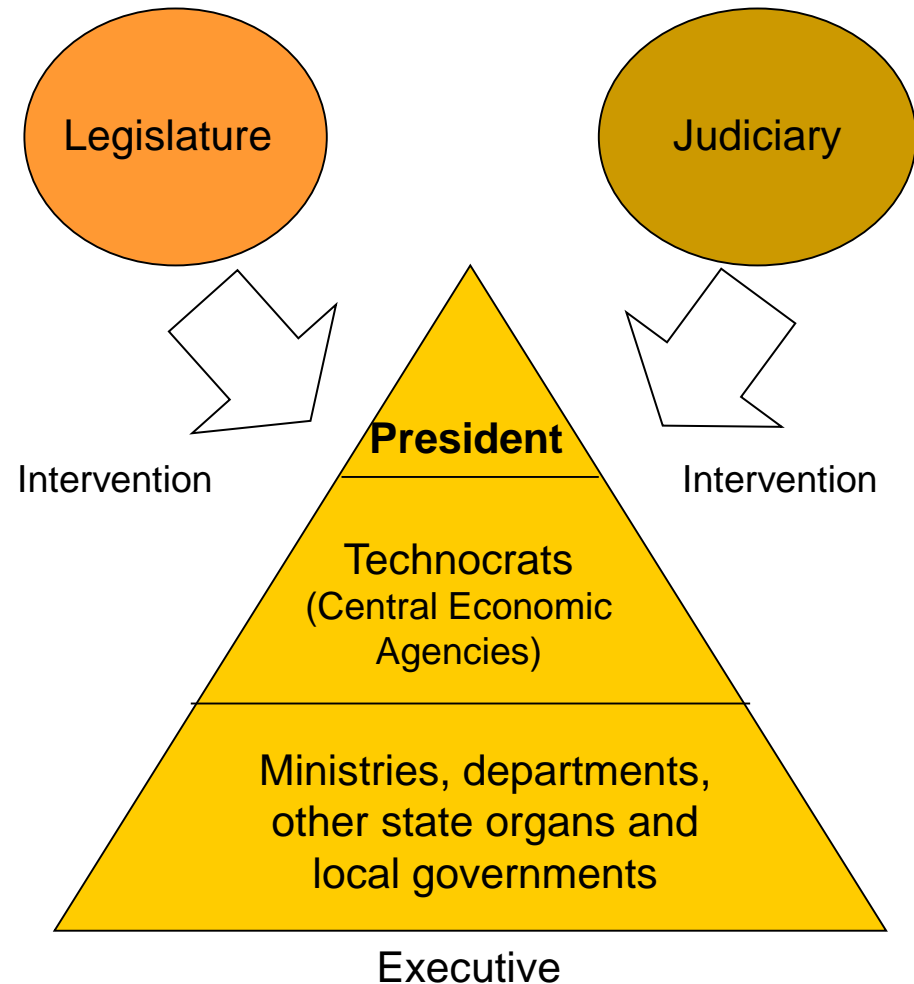 Legislature
Judiciary
President
Intervention
Intervention
Technocrats
(Central Economic
Agencies)
Ministries, departments,
other state organs and
local governments
Executive